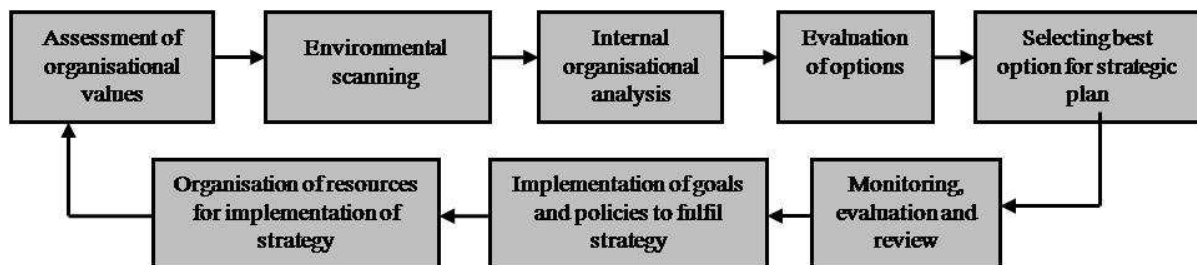 Assessment of
organisational
values
Environmental
scanning
Internal
organisational
analysis
Evaluation
of options
Selecting best
option for strategic
plan
Organisation of resources
for implementation of
strategy
Implementation of goals
and policies to fulfil
strategy
Monitoring,
evaluation and
review